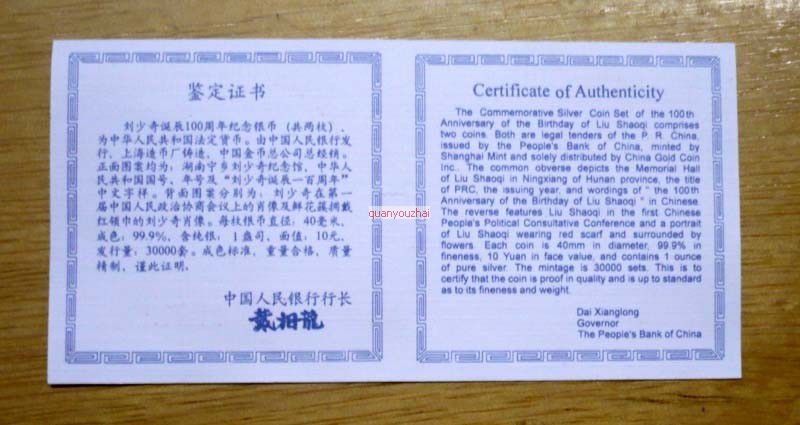 鉴定证书
刘少奇诞辰100周年纪念银币（共两枚），
为中华人民共和国法定货币。由中国人民银行发
行，上海造币厂铸造，中国金币总公司总经销。
正面图案均为：湖南宁乡刘少奇纪念馆，中华人
民共和国国号、年号及“刘少奇诞辰一百周年”
中文字样。背面图案分别为：刘少奇在第一
届中国人民政治协商会议上的肖像及鲜花簇拥戴
红领巾的刘少奇肖像。每枚银币直径：40毫米，
成色：99.9%，含纯银：1盎司，面值：10元，
发行量：30000套。成色标准，重量合格，质量
精制，谨此证明。
中国人民银行行长
戴相龙
Certificate of Authenticity
The Commemorative Silver Coin Set of the 100th
Anniversary of the Birthday of Liu Shaoqi comprises
two coins. Both are legal tenders of the P. R. China,
issued by the People's Bank of China, minted by
Shanghai Mint and solely distributed by China Gold Coin
Inc.. The common obverse depicts the Memorial Hall
of Liu Shaoqi in Ningxiang of Hunan province, the title
of PRC, the issuing year, and wordings of " the 100th
Anniversary of the Birthday of Liu Shaoqi " in Chinese.
The reverse features Liu Shaoqi in the first Chinese
People's Political Consultative Conference and a portrait
of Liu Shaoqi wearing red scarf and surrounded by
flowers. Each coin is 40mm in diameter, 99.9% in
fineness, 10 Yuan in face value, and contains 1 ounce
of pure silver. The mintage is 30000 sets. This is to
certify that the coin is proof in quality and is up to standard
as to its fineness and weight.
Dai Xianglong
Governor
The People's Bank of China
quanyouzhai